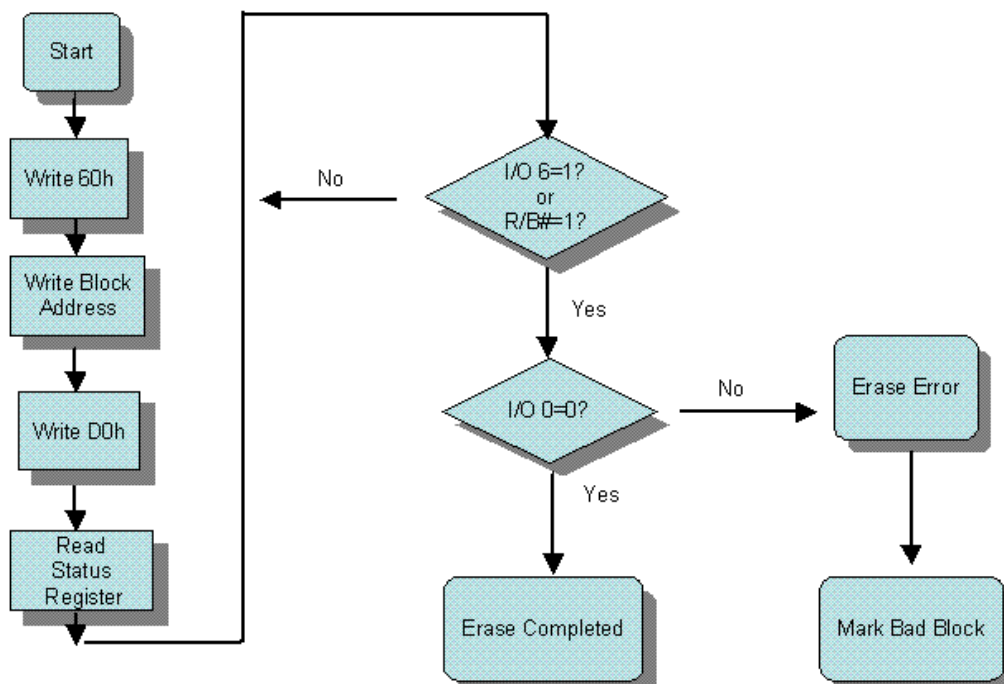 Start
Write 60h
Write Block
Address
Write D0h
Read
Status
Register
I/O 6=1?
or
R/B#=1?
No
Yes
I/O 0=0?
No
Yes
Erase Error
Erase Completed
Mark Bad Block